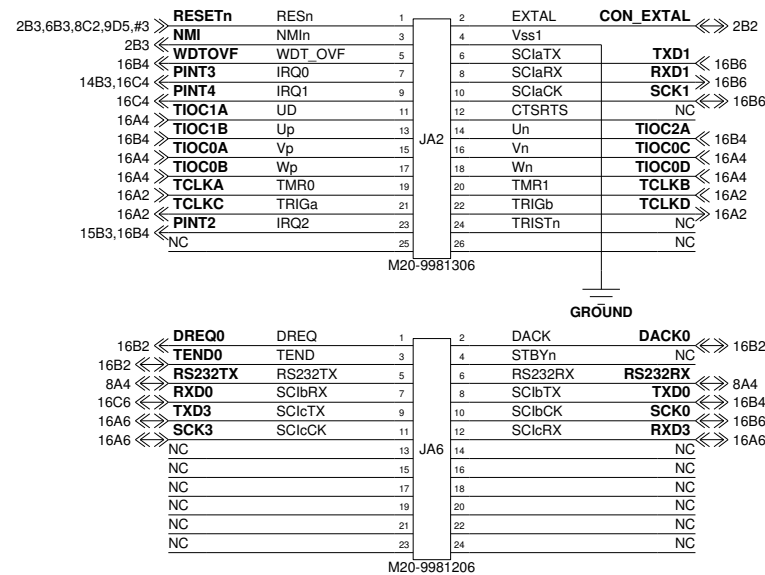 RESETn RESn 1 2 EXTAL CON_EXTAL
2B3,6B3,8C2,9D5,#3 2B2
NMI NMIn 3 4 Vss1
2B3
WDTOVF WDT_OVF 5 6 SCIaTX TXD1
16B4 16B6
PINT3 IRQ0 7 8 SCIaRX RXD1
14B3,16C4 16B6
PINT4 IRQ1 9 10 SCIaCK SCK1
16C4 16B6
TIOC1A UD 11 12 CTSRTS NC
16A4
TIOC1B Up 13 JA2 14 Un TIOC2A
16B4 16B4
TIOC0A Vp 15 16 Vn TIOC0C
16A4 16A4
TIOC0B Wp 17 18 Wn TIOC0D
16A4 16A4
TCLKA TMR0 19 20 TMR1 TCLKB
16A2 16A2
TCLKC TRIGa 21 22 TRIGb TCLKD
16A2 16A2
PINT2 IRQ2 23 24 TRISTn NC
15B3,16B4
NC 25 26 NC
M20-9981306
GROUND
DREQ0 DREQ 1 2 DACK DACK0
16B2 16B2
TEND0 TEND 3 4 STBYn NC
16B2
RS232TX RS232TX 5 6 RS232RX RS232RX
8A4 8A4
RXD0 SCIbRX 7 8 SCIbTX TXD0
16C6 16B4
TXD3 SCIcTX 9 10 SCIbCK SCK0
16A6 16B6
SCK3 SCIcCK 11 12 SCIcRX RXD3
16A6 16A6
NC 13 JA6 14 NC
NC 15 16 NC
NC 17 18 NC
NC 19 20 NC
NC 21 22 NC
NC 23 24 NC
M20-9981206